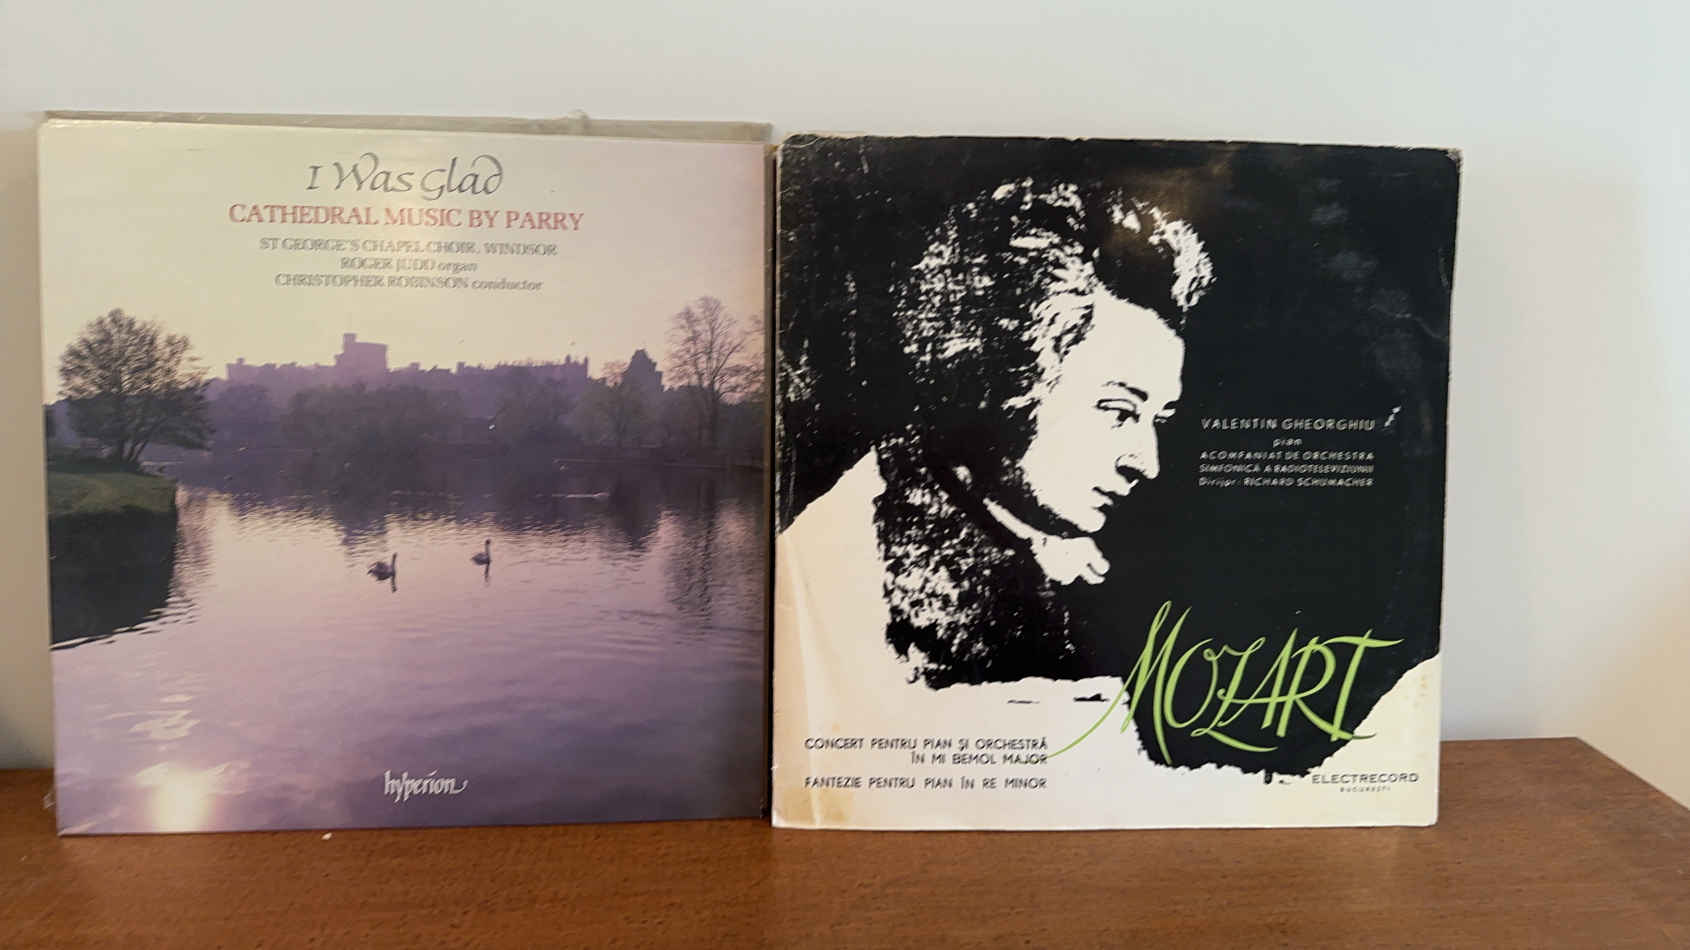 I Was Glad
CATHEDRAL MUSIC BY PARRY
ST GEORGE'S CHAPEL CHOIR, WINDSOR
ROGER JUDD organ
CHRISTOPHER ROBINSON conductor
hyperion
VALENTIN GHEORGHIU
pian
ACOMPANIAT DE ORCHESTRA
SIMFONICĂ A RADIOTELEVIZIUNII
Dirijor: RICHARD SCHUMACHER
MOZART
CONCERT PENTRU PIAN ȘI ORCHESTRĂ
ÎN MI BEMOL MAJOR
FANTEZIE PENTRU PIAN ÎN RE MINOR
ELECTRECORD
BUCUREȘTI